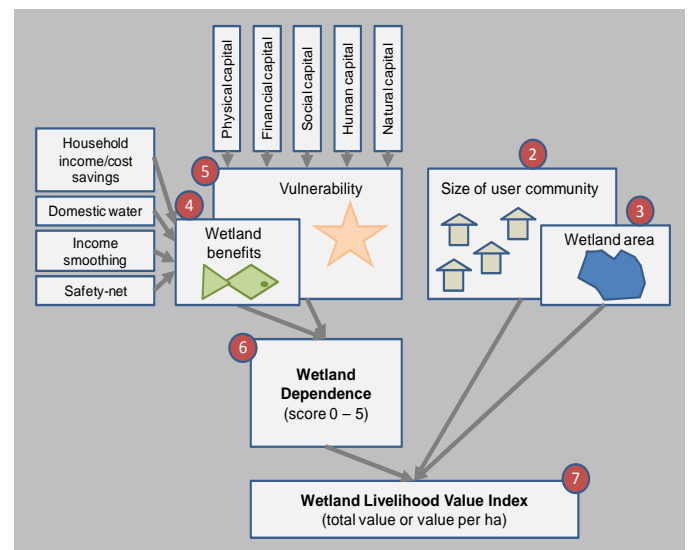 Physical capital
Financial capital
Social capital
Human capital
Natural capital
Household
income/cost
savings
Domestic water
Income
smoothing
Safety-net
5
Vulnerability
4
Wetland
benefits
2
Size of user community
3
Wetland area
6
Wetland
Dependence
(score 0 – 5)
7
Wetland Livelihood Value Index
(total value or value per ha)